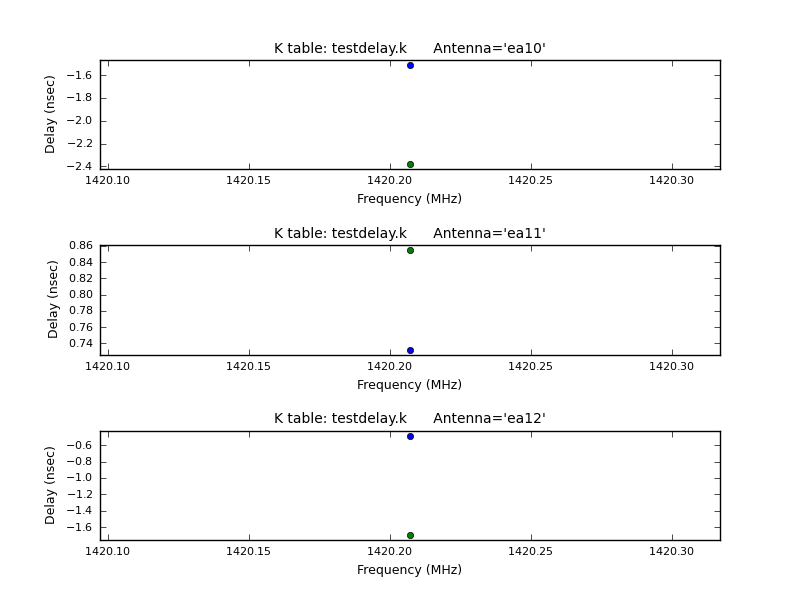 K table: testdelay.k Antenna='ea10'
−1.6
−1.8
−2.0
−2.2
−2.4
Delay (nsec)
1420.10 1420.15 1420.20 1420.25 1420.30
Frequency (MHz)
K table: testdelay.k Antenna='ea11'
0.86
0.84
0.82
0.80
0.78
0.76
0.74
Delay (nsec)
1420.10 1420.15 1420.20 1420.25 1420.30
Frequency (MHz)
K table: testdelay.k Antenna='ea12'
−0.6
−0.8
−1.0
−1.2
−1.4
−1.6
Delay (nsec)
1420.10 1420.15 1420.20 1420.25 1420.30
Frequency (MHz)